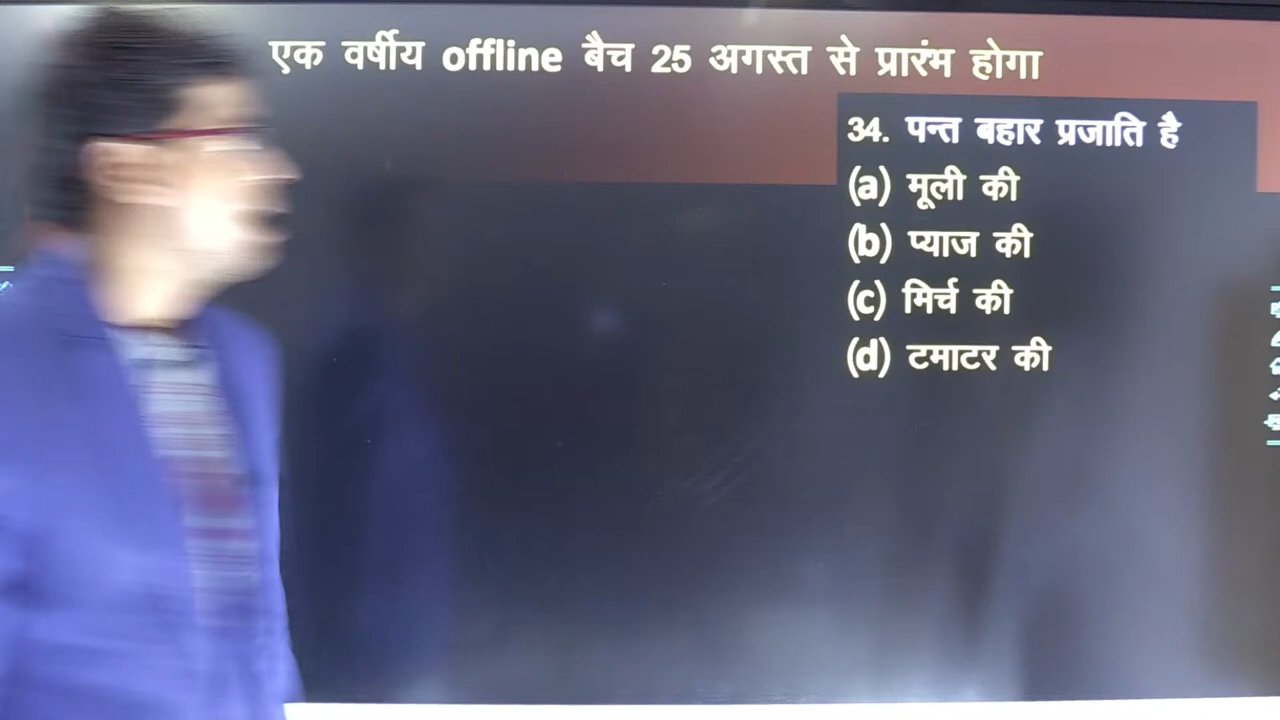 एक वर्षीय offline बैच 25 अगस्त से प्रारंभ होगा
34. पन्त बहार प्रजाति है
(a) मूली की
(b) प्याज की
(c) मिर्च की
(d) टमाटर की